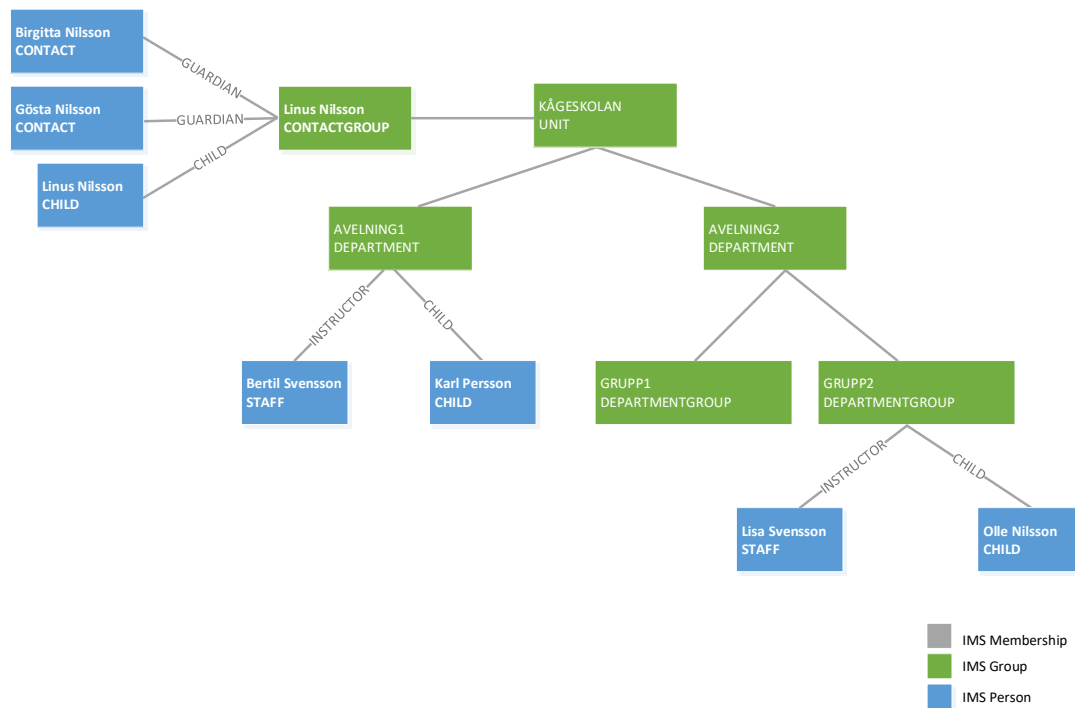 Birgitta Nilsson
CONTACT
GUARDIAN
Gösta Nilsson
CONTACT
GUARDIAN
Linus Nilsson
CONTACTGROUP
KÅGESKOLAN
UNIT
CHILD
Linus Nilsson
CHILD
AVELNING1
DEPARTMENT
AVELNING2
DEPARTMENT
INSTRUCTOR
CHILD
Bertil Svensson
STAFF
Karl Persson
CHILD
GRUPP1
DEPARTMENTGROUP
GRUPP2
DEPARTMENTGROUP
INSTRUCTOR
CHILD
Lisa Svensson
STAFF
Olle Nilsson
CHILD
IMS Membership
IMS Group
IMS Person